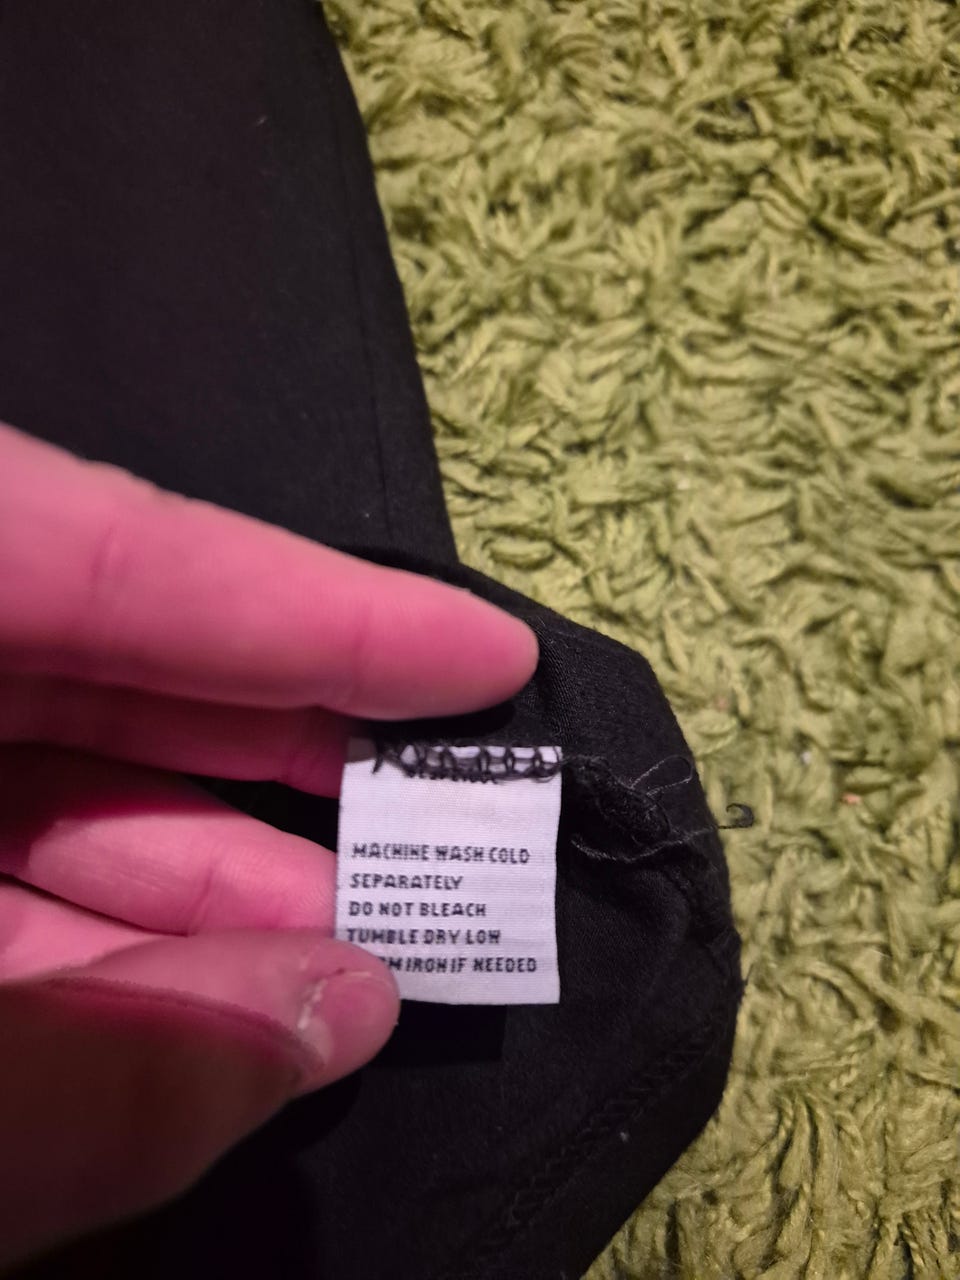 MACHINE WASH COLD
SEPARATELY
DO NOT BLEACH
TUMBLE DRY LOW
IRON IF NEEDED